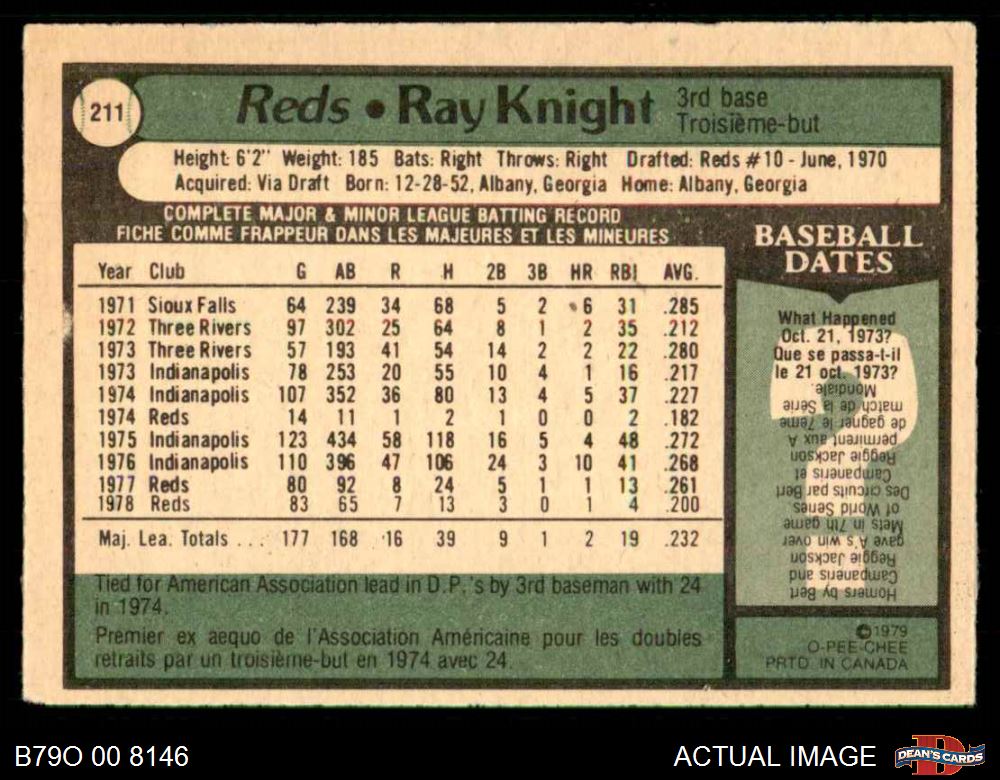 211
Reds • Ray Knight
3rd base
Troisième-but
Height: 6'2" Weight: 185 Bats: Right Throws: Right Drafted: Reds #10 - June, 1970
Acquired: Via Draft Born: 12-28-52, Albany, Georgia Home: Albany, Georgia
COMPLETE MAJOR & MINOR LEAGUE BATTING RECORD
FICHE COMME FRAPPEUR DANS LES MAJEURES ET LES MINEURES
Year Club G AB R H 2B 3B HR RBI AVG.
1971 Sioux Falls 64 239 34 68 5 2 6 31 .285
1972 Three Rivers 97 302 25 64 8 1 2 35 .212
1973 Three Rivers 57 193 41 54 14 2 2 22 .280
1973 Indianapolis 78 253 20 55 10 4 1 16 .217
1974 Indianapolis 107 352 36 80 13 4 5 37 .227
1974 Reds 14 11 1 2 1 0 0 2 .182
1975 Indianapolis 123 434 58 118 16 5 4 48 .272
1976 Indianapolis 110 396 47 106 24 3 10 41 .268
1977 Reds 80 92 8 24 5 1 1 13 .261
1978 Reds 83 65 7 13 3 0 1 4 .200
Maj. Lea. Totals ... 177 168 16 39 9 1 2 19 .232
Tied for American Association lead in D.P.'s by 3rd baseman with 24
in 1974.
Premier ex aequo de l'Association Américaine pour les doubles
retraits par un troisième-but en 1974 avec 24.
BASEBALL
DATES
What Happened
Oct. 21, 1973?
Que se passa-t-il
le 21 oct. 1973?
Homers by Bert
Campaneris and
Reggie Jackson
gave A's win over
Mets in 7th game
of World Series
Des circuits par Bert
Campaneris et
Reggie Jackson
permirent aux A
de gagner le 7ème
match de la Série
Mondiale.
©1979
O-PEE-CHEE
PRTD. IN CANADA
B79O 00 8146
ACTUAL IMAGE
DEAN'S CARDS